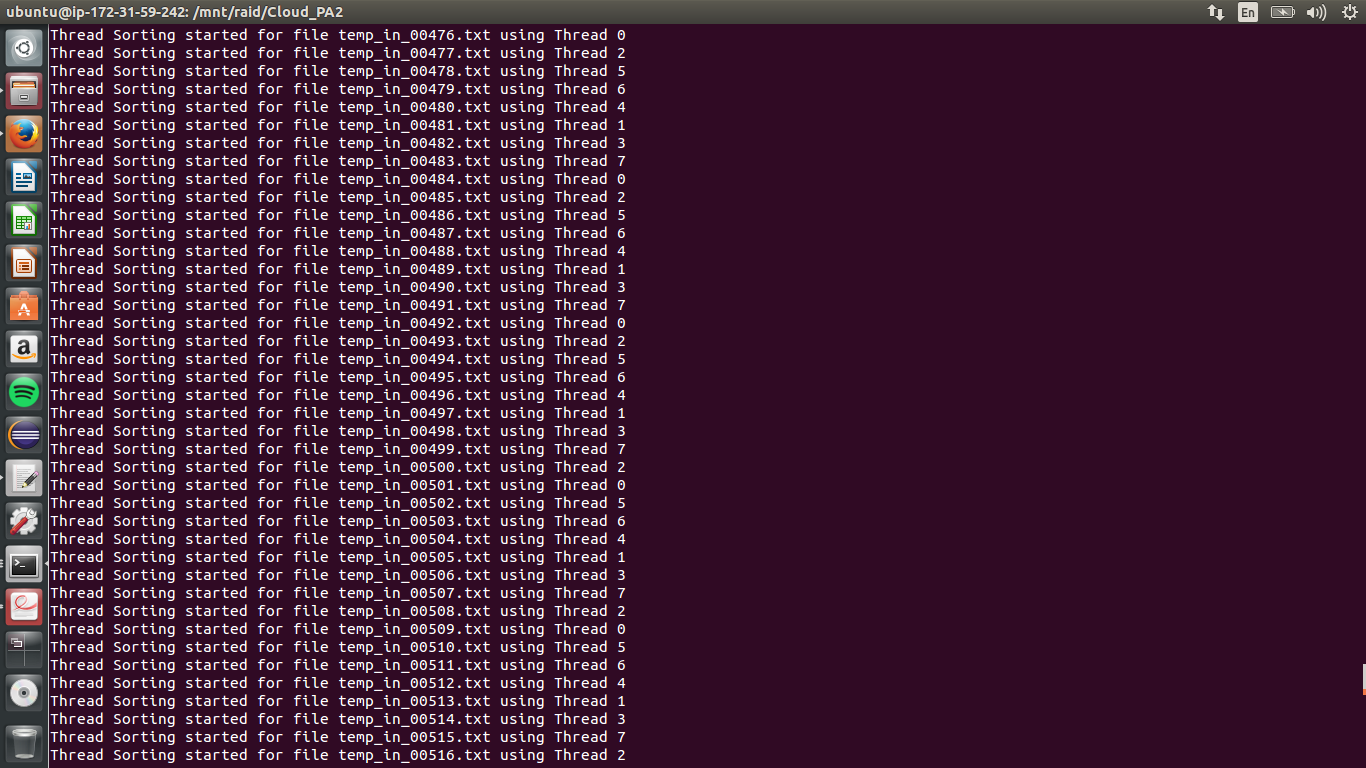 ubuntu@ip-172-31-59-242: /mnt/raid/Cloud_PA2
En
Thread Sorting started for file temp_in_00476.txt using Thread 0
Thread Sorting started for file temp_in_00477.txt using Thread 2
Thread Sorting started for file temp_in_00478.txt using Thread 5
Thread Sorting started for file temp_in_00479.txt using Thread 6
Thread Sorting started for file temp_in_00480.txt using Thread 4
Thread Sorting started for file temp_in_00481.txt using Thread 1
Thread Sorting started for file temp_in_00482.txt using Thread 3
Thread Sorting started for file temp_in_00483.txt using Thread 7
Thread Sorting started for file temp_in_00484.txt using Thread 0
Thread Sorting started for file temp_in_00485.txt using Thread 2
Thread Sorting started for file temp_in_00486.txt using Thread 5
Thread Sorting started for file temp_in_00487.txt using Thread 6
Thread Sorting started for file temp_in_00488.txt using Thread 4
Thread Sorting started for file temp_in_00489.txt using Thread 1
Thread Sorting started for file temp_in_00490.txt using Thread 3
Thread Sorting started for file temp_in_00491.txt using Thread 7
Thread Sorting started for file temp_in_00492.txt using Thread 0
Thread Sorting started for file temp_in_00493.txt using Thread 2
Thread Sorting started for file temp_in_00494.txt using Thread 5
Thread Sorting started for file temp_in_00495.txt using Thread 6
Thread Sorting started for file temp_in_00496.txt using Thread 4
Thread Sorting started for file temp_in_00497.txt using Thread 1
Thread Sorting started for file temp_in_00498.txt using Thread 3
Thread Sorting started for file temp_in_00499.txt using Thread 7
Thread Sorting started for file temp_in_00500.txt using Thread 2
Thread Sorting started for file temp_in_00501.txt using Thread 0
Thread Sorting started for file temp_in_00502.txt using Thread 5
Thread Sorting started for file temp_in_00503.txt using Thread 6
Thread Sorting started for file temp_in_00504.txt using Thread 4
Thread Sorting started for file temp_in_00505.txt using Thread 1
Thread Sorting started for file temp_in_00506.txt using Thread 3
Thread Sorting started for file temp_in_00507.txt using Thread 7
Thread Sorting started for file temp_in_00508.txt using Thread 2
Thread Sorting started for file temp_in_00509.txt using Thread 0
Thread Sorting started for file temp_in_00510.txt using Thread 5
Thread Sorting started for file temp_in_00511.txt using Thread 6
Thread Sorting started for file temp_in_00512.txt using Thread 4
Thread Sorting started for file temp_in_00513.txt using Thread 1
Thread Sorting started for file temp_in_00514.txt using Thread 3
Thread Sorting started for file temp_in_00515.txt using Thread 7
Thread Sorting started for file temp_in_00516.txt using Thread 2